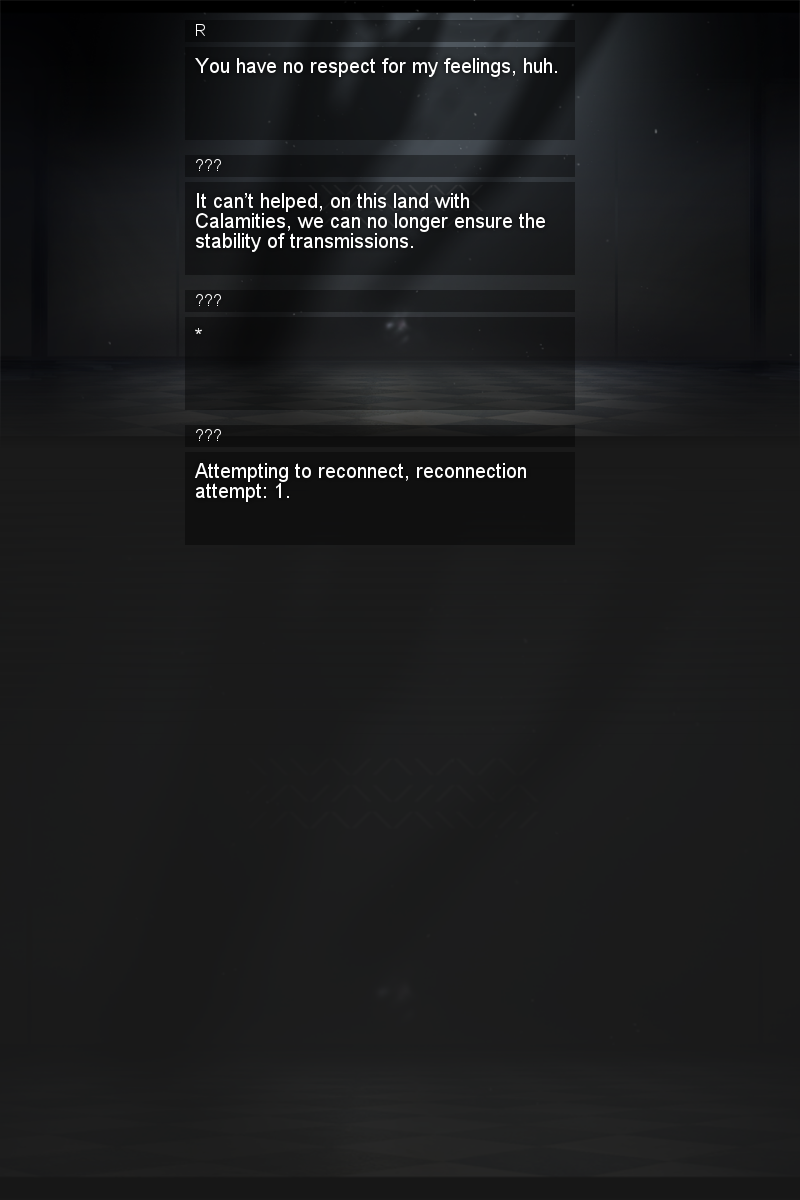 R
You have no respect for my feelings, huh.
???
It can't helped, on this land with
Calamities, we can no longer ensure the
stability of transmissions.
???
*
???
Attempting to reconnect, reconnection
attempt: 1.